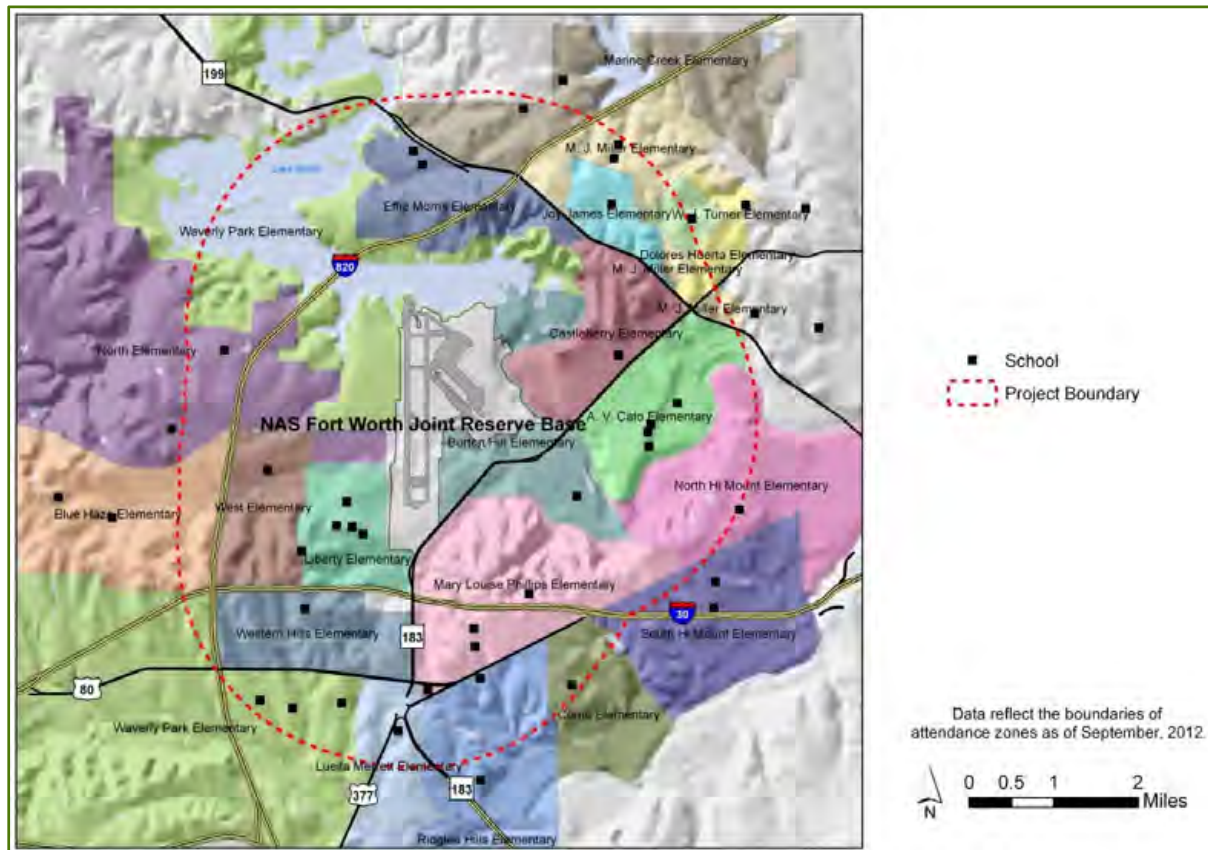 Marine Creek Elementary
199
M. J. Miller Elementary
Lake Worth
Effie Morris Elementary
Joy James Elementary
W. J. Turner Elementary
Waverly Park Elementary
Dolores Huerta Elementary
820
M. J. Miller Elementary
M. J. Miller Elementary
Castleberry Elementary
North Elementary
School
Project Boundary
A. V. Cato Elementary
NAS Fort Worth Joint Reserve Base
Burton Hill Elementary
North Hi Mount Elementary
Blue Haze Elementary
West Elementary
Liberty Elementary
Mary Louise Phillips Elementary
30
Western Hills Elementary
183
South Hi Mount Elementary
80
Como Elementary
Waverly Park Elementary
Data reflect the boundaries of
attendance zones as of September, 2012.
Luella Merrett Elementary
377
183
N
0 0.5 1 2
Miles
Ridglea Hills Elementary